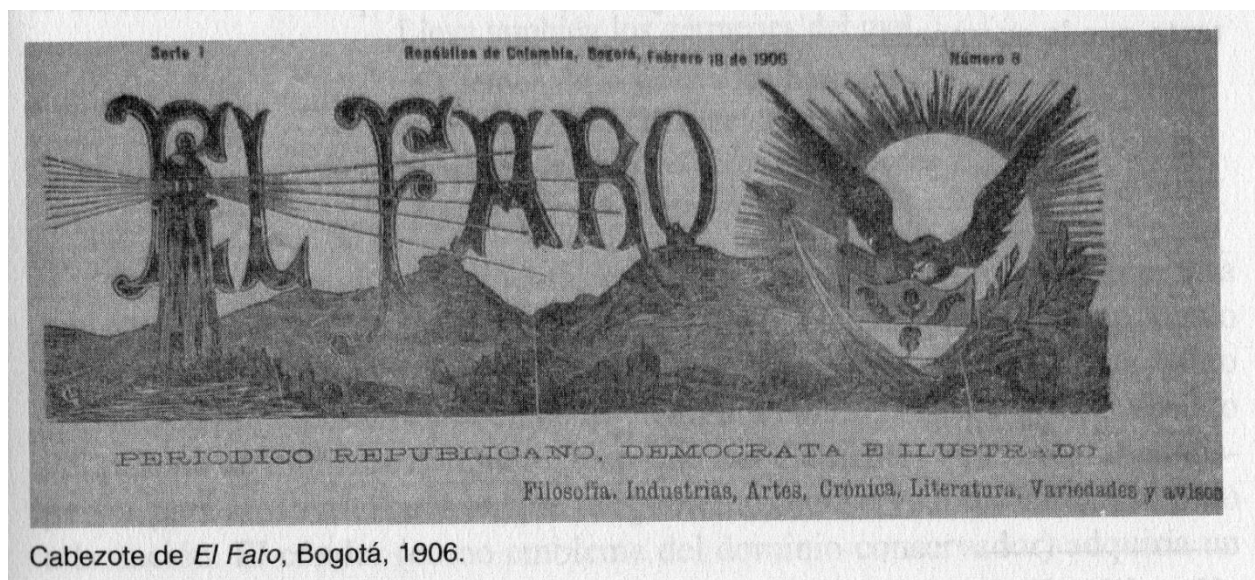 Serie 1 República de Colombia, Bogotá, Febrero 18 de 1906 Número 8
EL FARO
PERIODICO REPUBLICANO, DEMOCRATA E ILUSTRADO
Filosofía. Industrias, Artes, Crónica, Literatura, Variedades y avisos
Cabezote de El Faro, Bogotá, 1906.